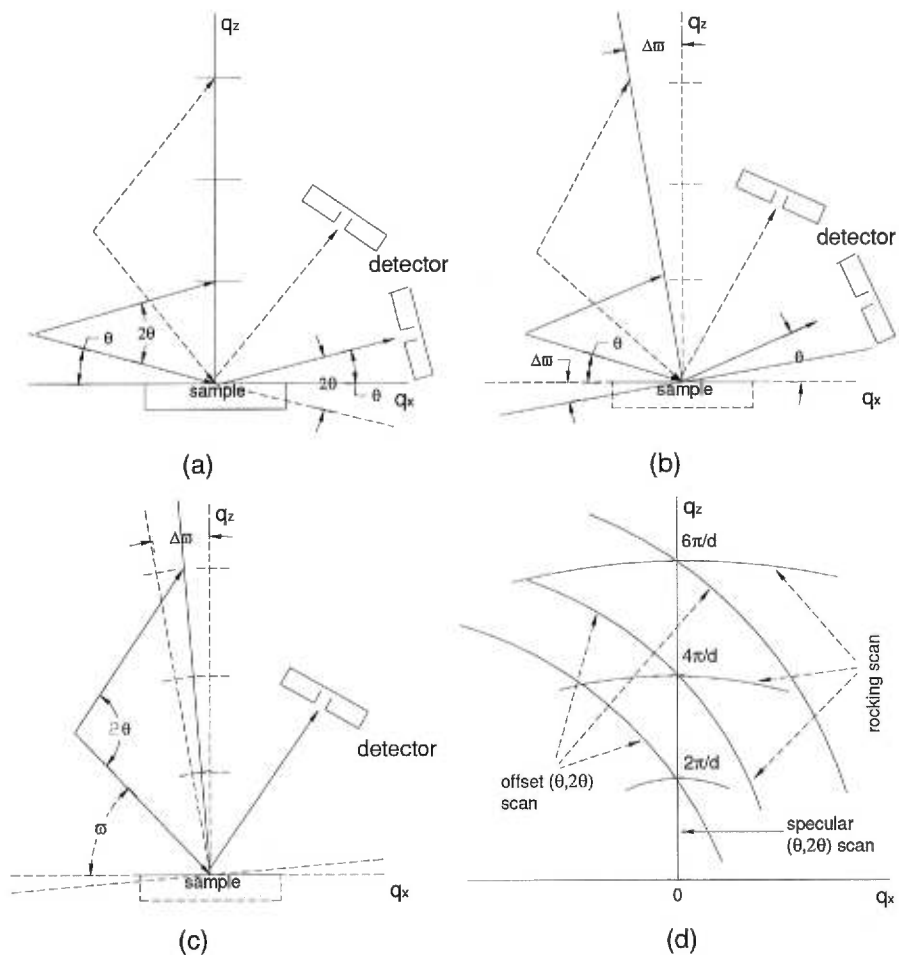 qz
detector
θ
2θ
sample
2θ
θ
qx
(a)
qz
Δϖ
detector
θ
Δϖ
θ
sample
qx
(b)
qz
Δϖ
2θ
detector
ϖ
sample
qx
(c)
qz
6π/d
4π/d
2π/d
rocking scan
offset (θ,2θ)
scan
specular
(θ,2θ) scan
0
qx
(d)